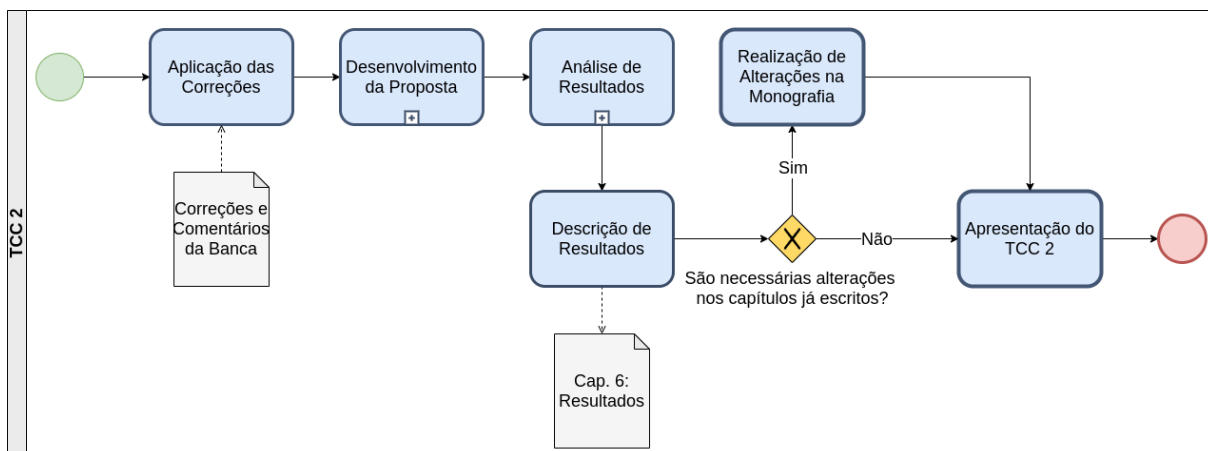 TCC 2
Aplicação das
Correções
Desenvolvimento
da Proposta
Análise de
Resultados
Realização de
Alterações na
Monografia
Correções e
Comentários
da Banca
Sim
Descrição de
Resultados
Não
Apresentação do
TCC 2
São necessárias alterações
nos capítulos já escritos?
Cap. 6:
Resultados